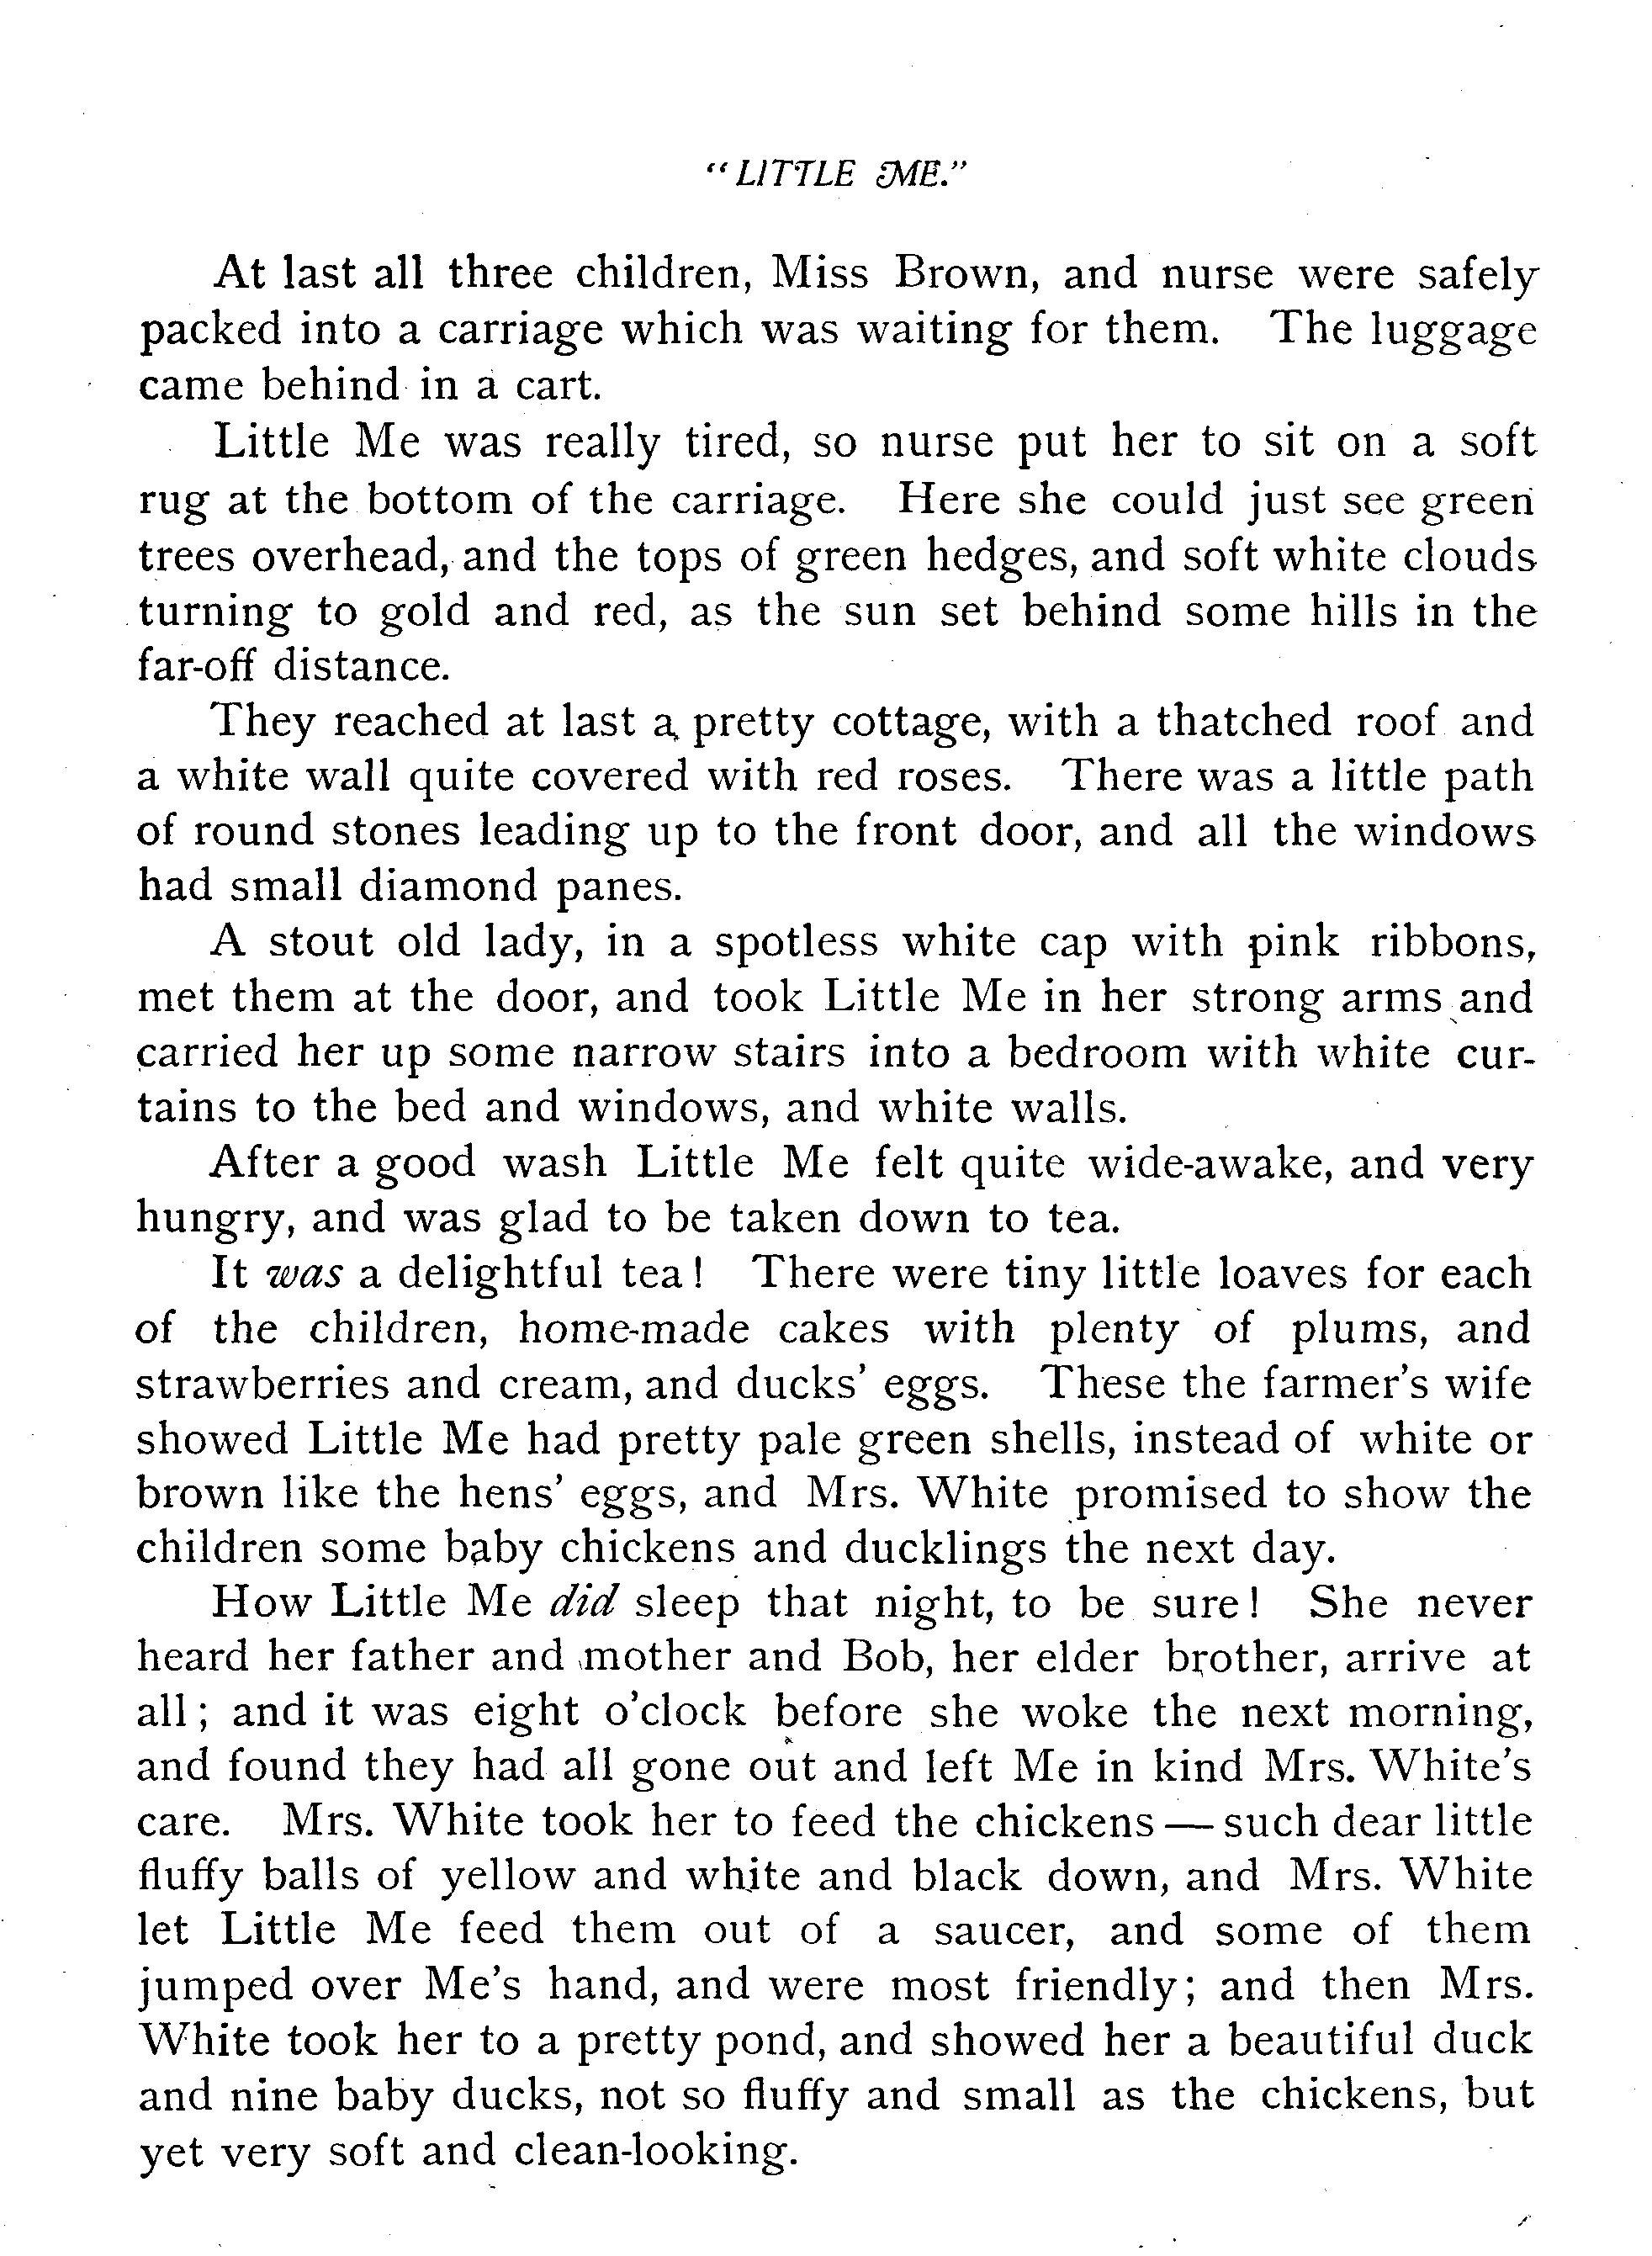 “LITTLE ME.”
At last all three children, Miss Brown, and nurse were safely
packed into a carriage which was waiting for them. The luggage
came behind in a cart.
Little Me was really tired, so nurse put her to sit on a soft
rug at the bottom of the carriage. Here she could just see green
trees overhead, and the tops of green hedges, and soft white clouds
turning to gold and red, as the sun set behind some hills in the
far-off distance.
They reached at last a pretty cottage, with a thatched roof and
a white wall quite covered with red roses. There was a little path
of round stones leading up to the front door, and all the windows
had small diamond panes.
A stout old lady, in a spotless white cap with pink ribbons,
met them at the door, and took Little Me in her strong arms and
carried her up some narrow stairs into a bedroom with white cur-
tains to the bed and windows, and white walls.
After a good wash Little Me felt quite wide-awake, and very
hungry, and was glad to be taken down to tea.
It was a delightful tea! There were tiny little loaves for each
of the children, home-made cakes with plenty of plums, and
strawberries and cream, and ducks’ eggs. These the farmer’s wife
showed Little Me had pretty pale green shells, instead of white or
brown like the hens’ eggs, and Mrs. White promised to show the
children some baby chickens and ducklings the next day.
How Little Me did sleep that night, to be sure! She never
heard her father and mother and Bob, her elder brother, arrive at
all; and it was eight o’clock before she woke the next morning,
and found they had all gone out and left Me in kind Mrs. White’s
care. Mrs. White took her to feed the chickens — such dear little
fluffy balls of yellow and white and black down, and Mrs. White
let Little Me feed them out of a saucer, and some of them
jumped over Me’s hand, and were most friendly; and then Mrs.
White took her to a pretty pond, and showed her a beautiful duck
and nine baby ducks, not so fluffy and small as the chickens, but
yet very soft and clean-looking.